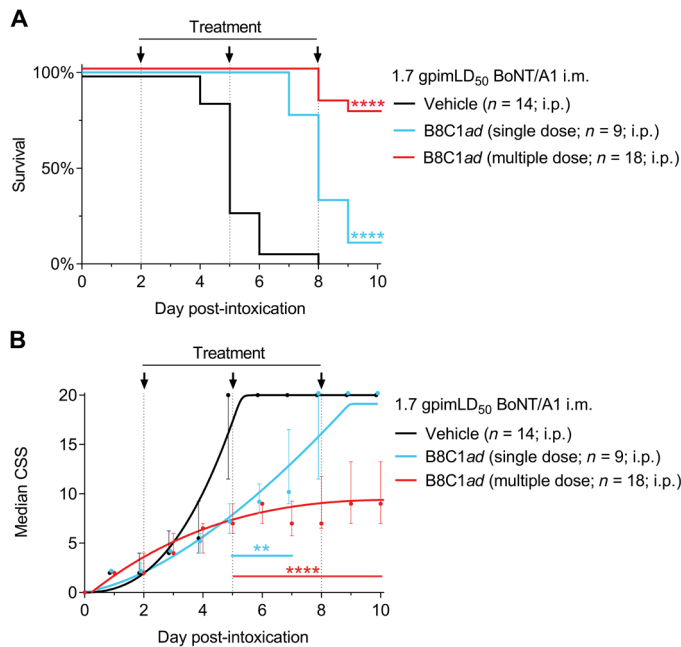 A
Treatment
1.7 gpimLD50 BoNT/A1 i.m.
Vehicle (n = 14; i.p.)
B8C1ad (single dose; n = 9; i.p.)
B8C1ad (multiple dose; n = 18; i.p.)
100%
50%
0%
Survival
****
****
0 2 4 6 8 10
Day post-intoxication
B
Treatment
1.7 gpimLD50 BoNT/A1 i.m.
Vehicle (n = 14; i.p.)
B8C1ad (single dose; n = 9; i.p.)
B8C1ad (multiple dose; n = 18; i.p.)
20
15
10
5
0
Median CSS
**
****
0 2 4 6 8 10
Day post-intoxication